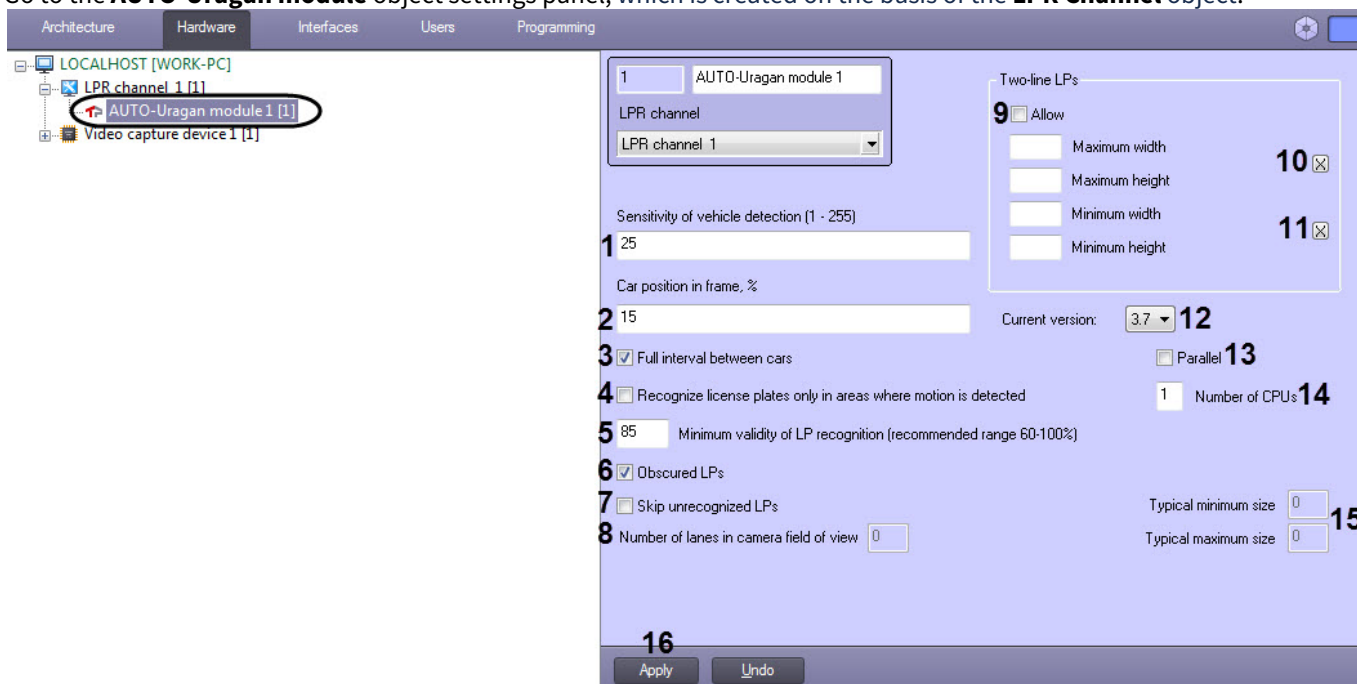 Go to the AUTO-Uragan module object settings panel, which is created on the basis of the LPR Channel object.
Architecture Hardware Interfaces Users Programming
LOCALHOST [WORK-PC]
LPR channel 1 [1]
AUTO-Uragan module 1 [1]
Video capture device 1 [1]
1 AUTO-Uragan module 1
LPR channel
LPR channel 1
Sensitivity of vehicle detection (1 - 255)
1 25
Car position in frame, %
2 15
3 Full interval between cars
4 Recognize license plates only in areas where motion is detected
5 85 Minimum validity of LP recognition (recommended range 60-100%)
6 Obscured LPs
7 Skip unrecognized LPs
8 Number of lanes in camera field of view 0
Two-line LPs
9 Allow
Maximum width
10
Maximum height
Minimum width
11
Minimum height
Current version: 3.7 12
Parallel 13
1 Number of CPUs 14
Typical minimum size 0
15
Typical maximum size 0
16
Apply Undo